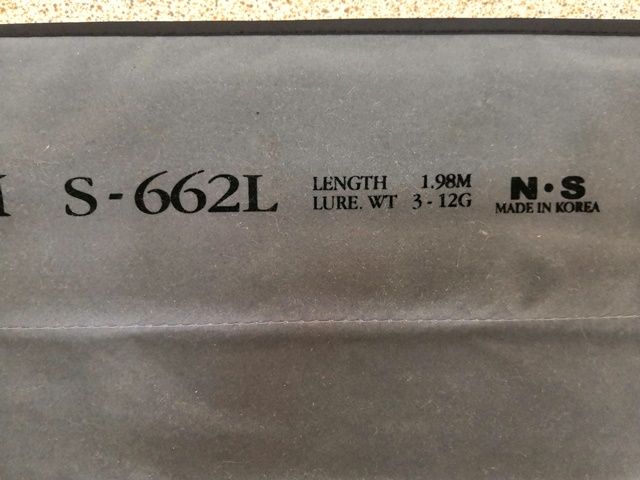 S-662L
LENGTH 1.98M
LURE. WT 3 - 12G
N•S
MADE IN KOREA